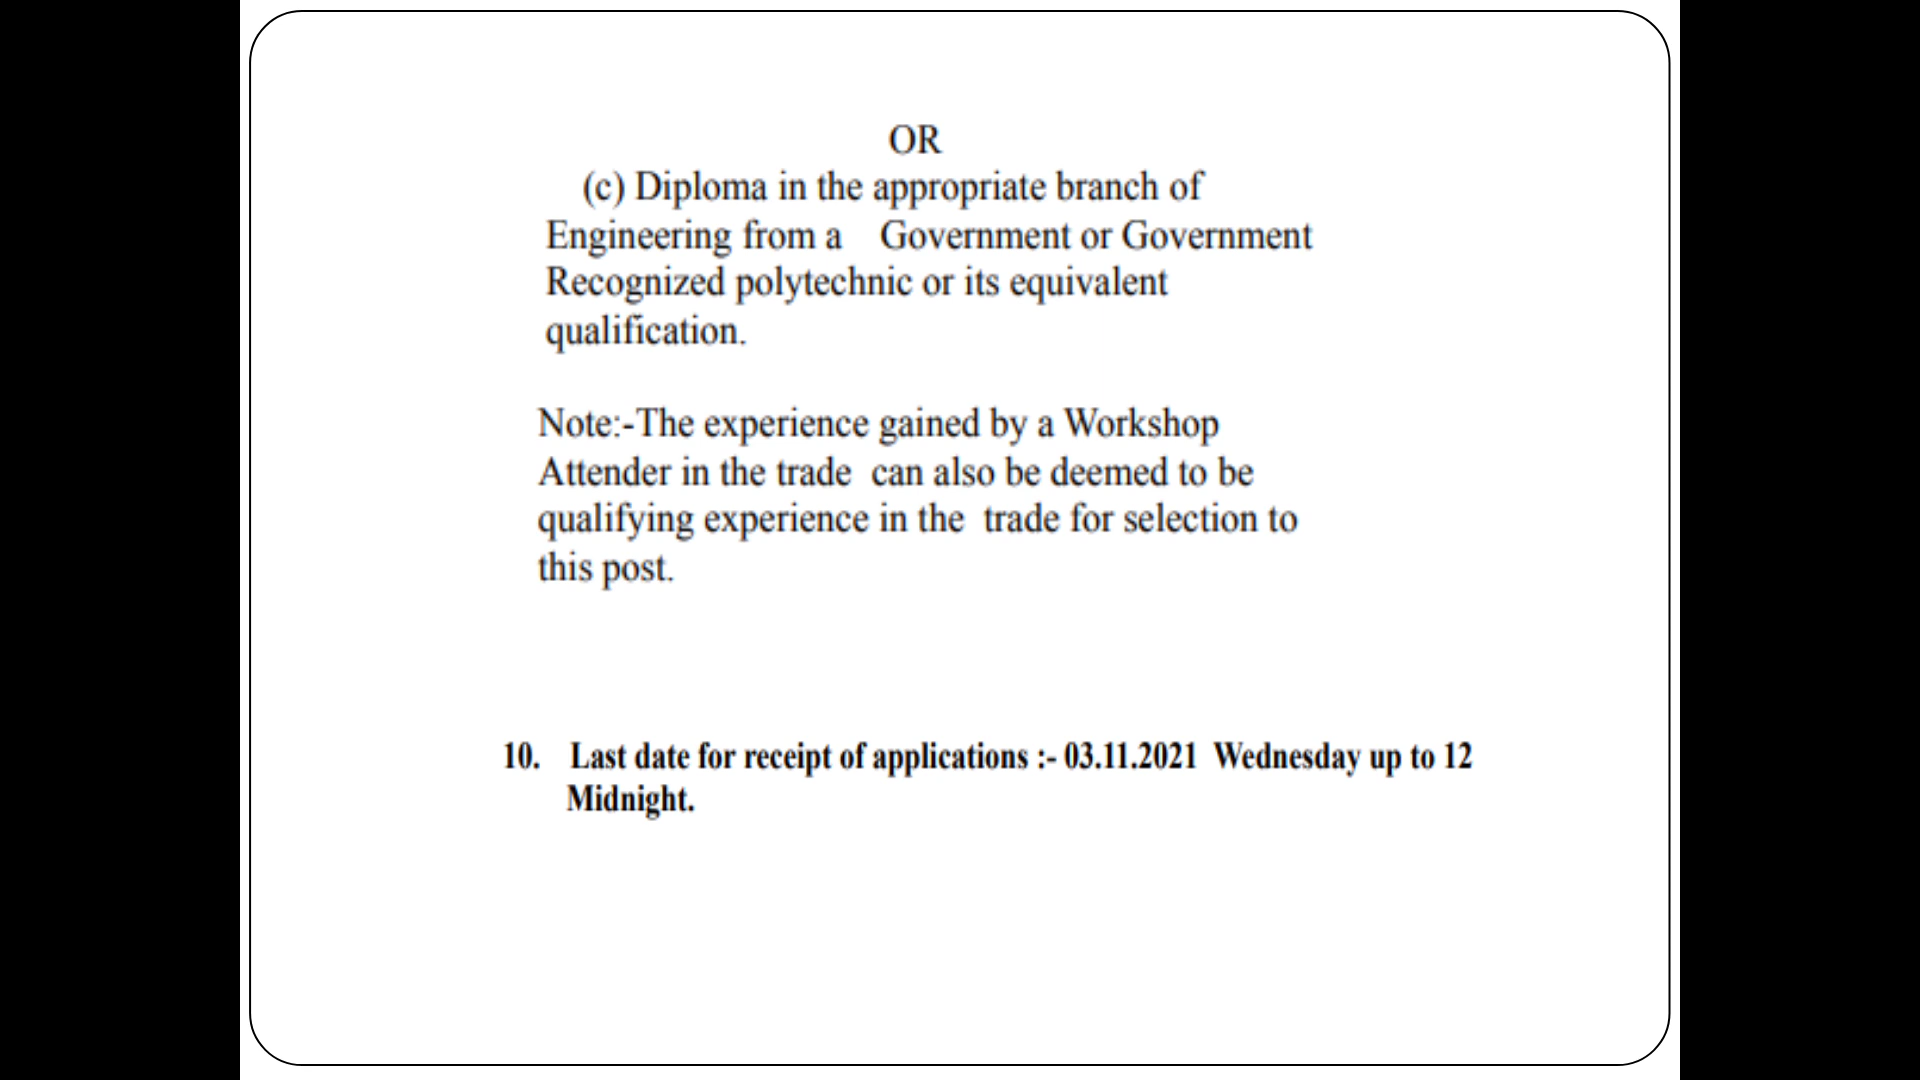 OR
(c) Diploma in the appropriate branch of
Engineering from a Government or Government
Recognized polytechnic or its equivalent
qualification.
Note:-The experience gained by a Workshop
Attender in the trade can also be deemed to be
qualifying experience in the trade for selection to
this post.
10. Last date for receipt of applications :- 03.11.2021 Wednesday up to 12
Midnight.